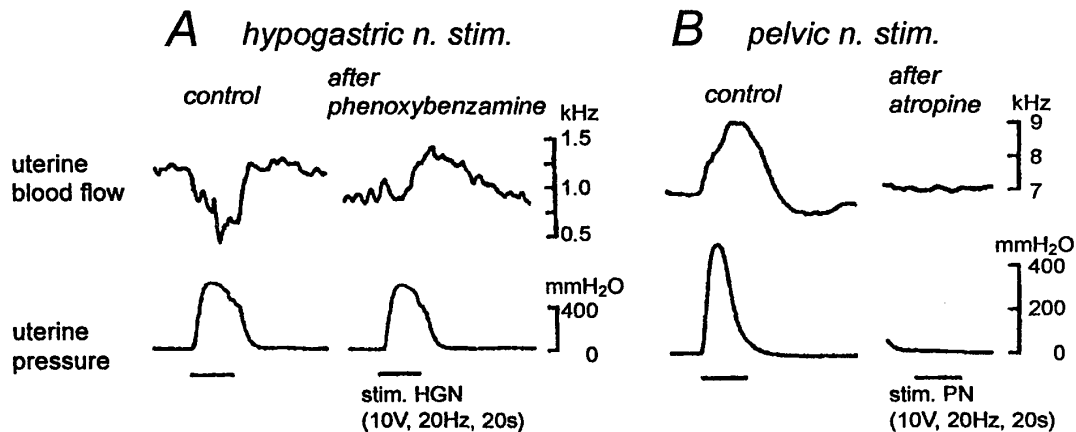 A hypogastric n. stim.
control
after
phenoxybenzamine
kHz
1.5
1.0
0.5
uterine
blood flow
mmH₂O
400
0
uterine
pressure
stim. HGN
(10V, 20Hz, 20s)
B pelvic n. stim.
control
after
atropine
kHz
9
8
7
mmH₂O
400
200
0
stim. PN
(10V, 20Hz, 20s)